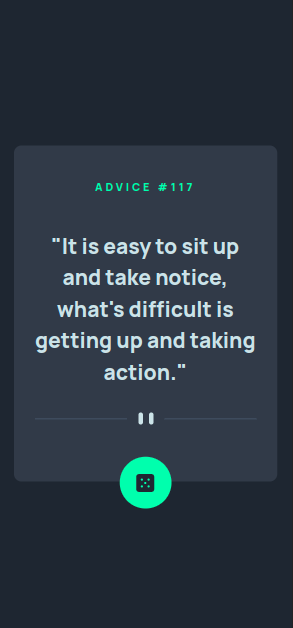 ADVICE #117
"It is easy to sit up
and take notice,
what's difficult is
getting up and taking
action."